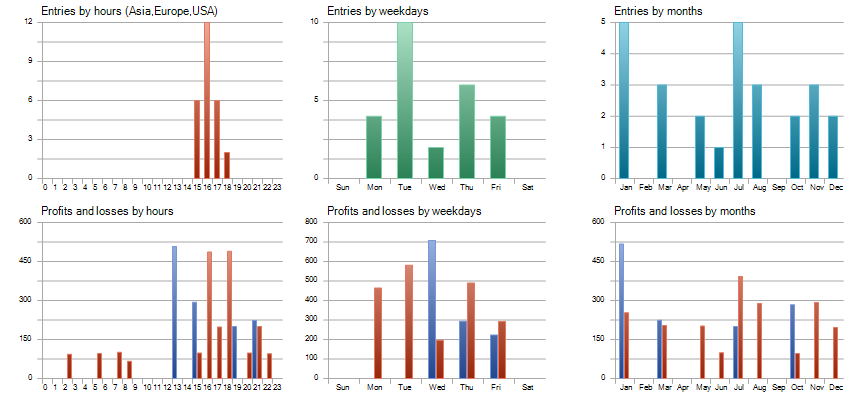 Entries by hours (Asia,Europe,USA)
12
9
6
3
0
0 1 2 3 4 5 6 7 8 9 10 11 12 13 14 15 16 17 18 19 20 21 22 23
Entries by weekdays
10
5
0
Sun Mon Tue Wed Thu Fri Sat
Entries by months
5
4
3
2
1
0
Jan Feb Mar Apr May Jun Jul Aug Sep Oct Nov Dec
Profits and losses by hours
600
450
300
150
0
0 1 2 3 4 5 6 7 8 9 10 11 12 13 14 15 16 17 18 19 20 21 22 23
Profits and losses by weekdays
800
700
600
500
400
300
200
100
0
Sun Mon Tue Wed Thu Fri Sat
Profits and losses by months
600
450
300
150
0
Jan Feb Mar Apr May Jun Jul Aug Sep Oct Nov Dec